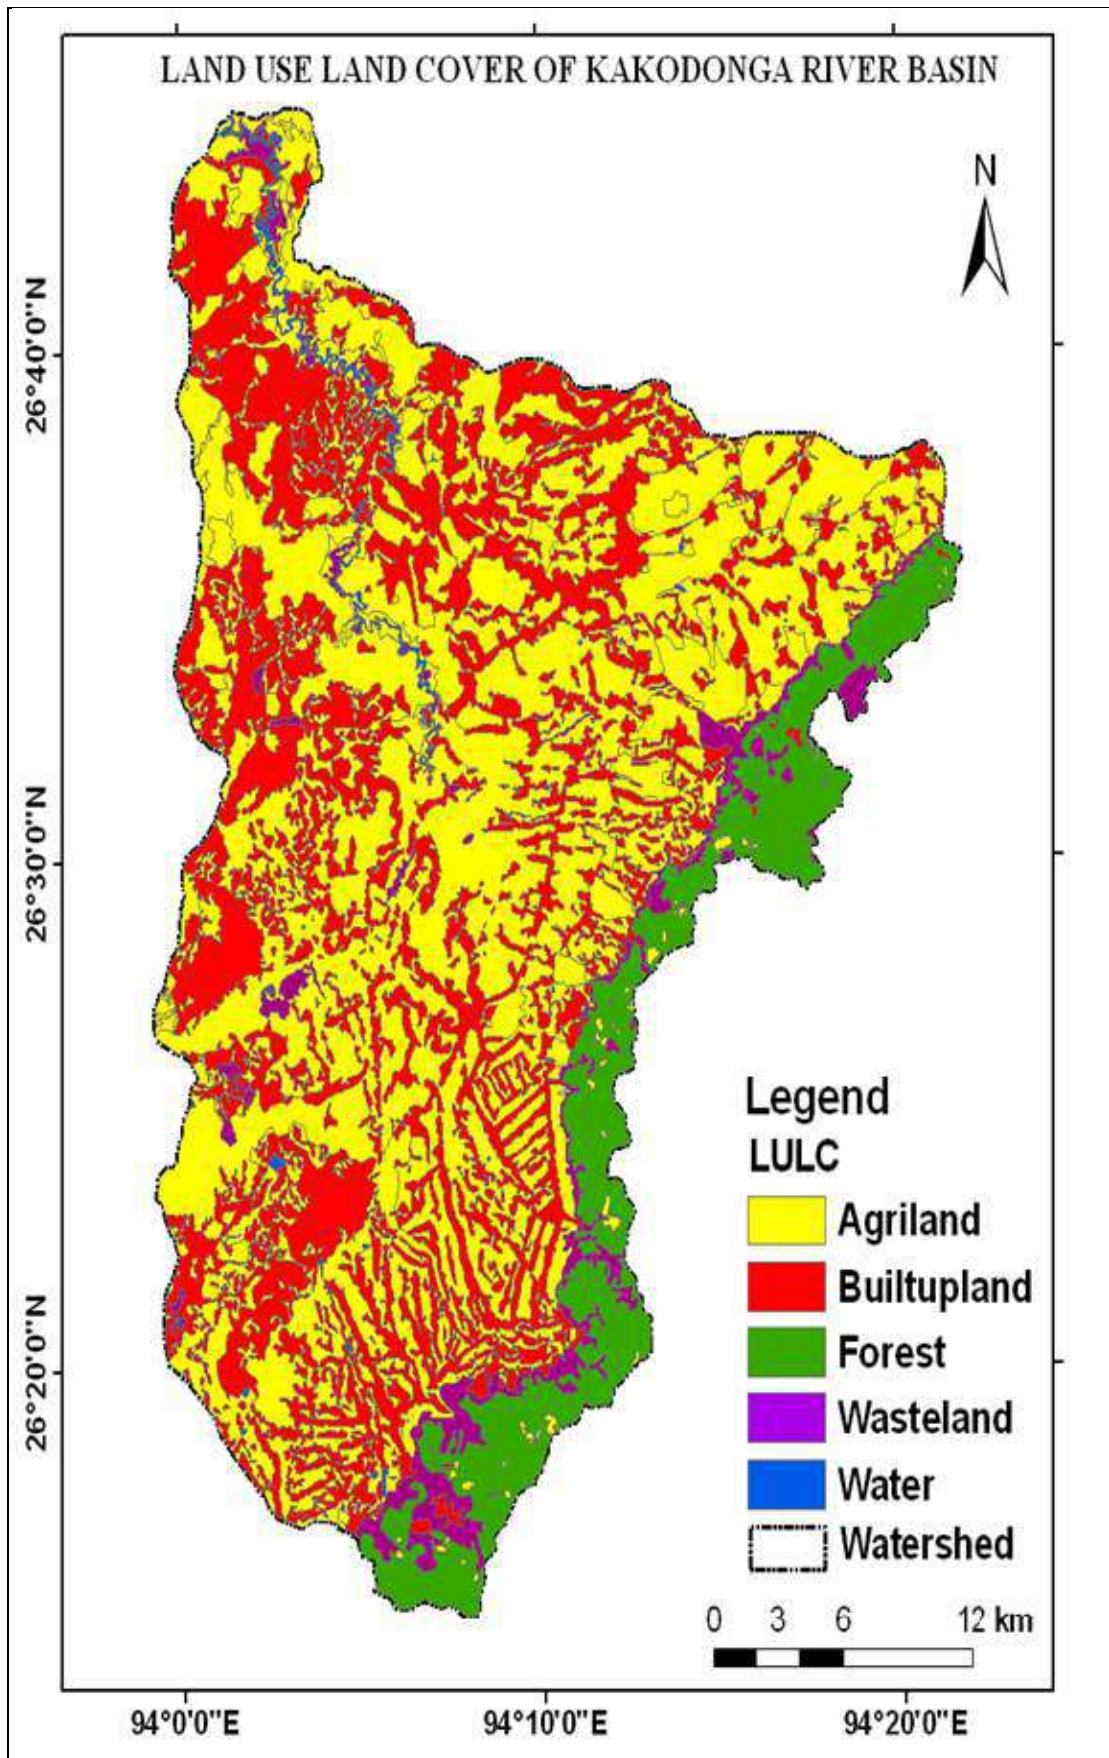 LAND USE LAND COVER OF KAKODONGA RIVER BASIN
N
26°40'0"N
26°30'0"N
26°20'0"N
Legend
LULC
Agriland
Builtupland
Forest
Wasteland
Water
Watershed
0 3 6 12 km
94°0'0"E 94°10'0"E 94°20'0"E